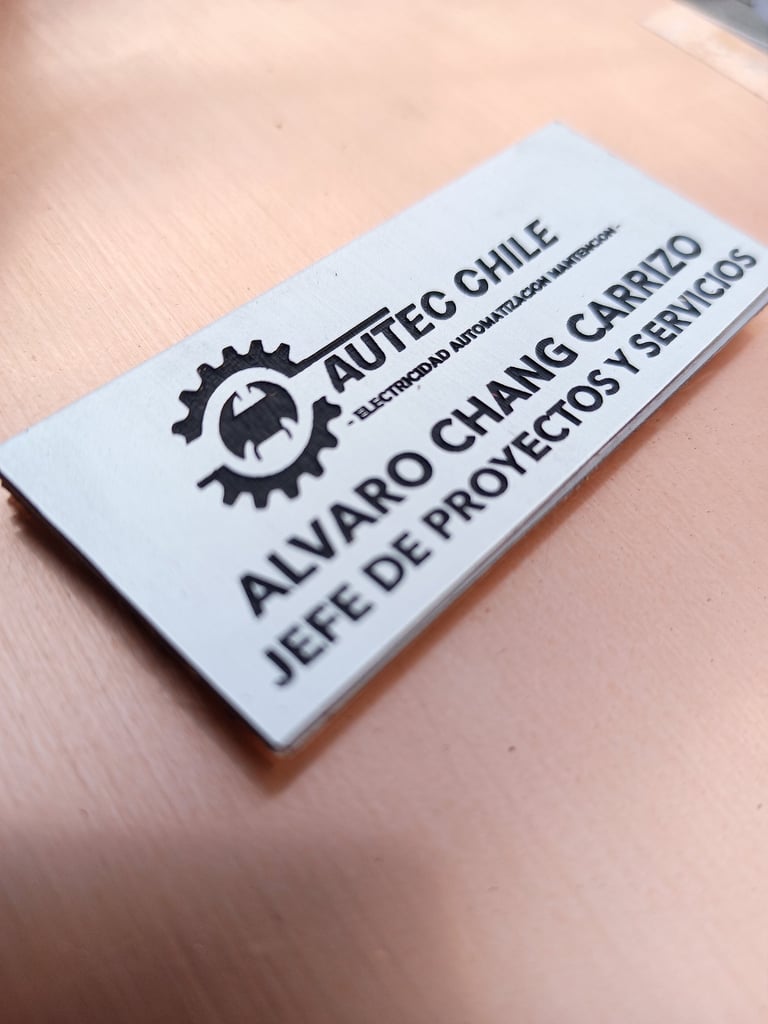 AUTEC CHILE
- ELECTRICIDAD AUTOMATIZACION MANTENCION -
ALVARO CHANG CARRIZO
JEFE DE PROYECTOS Y SERVICIOS